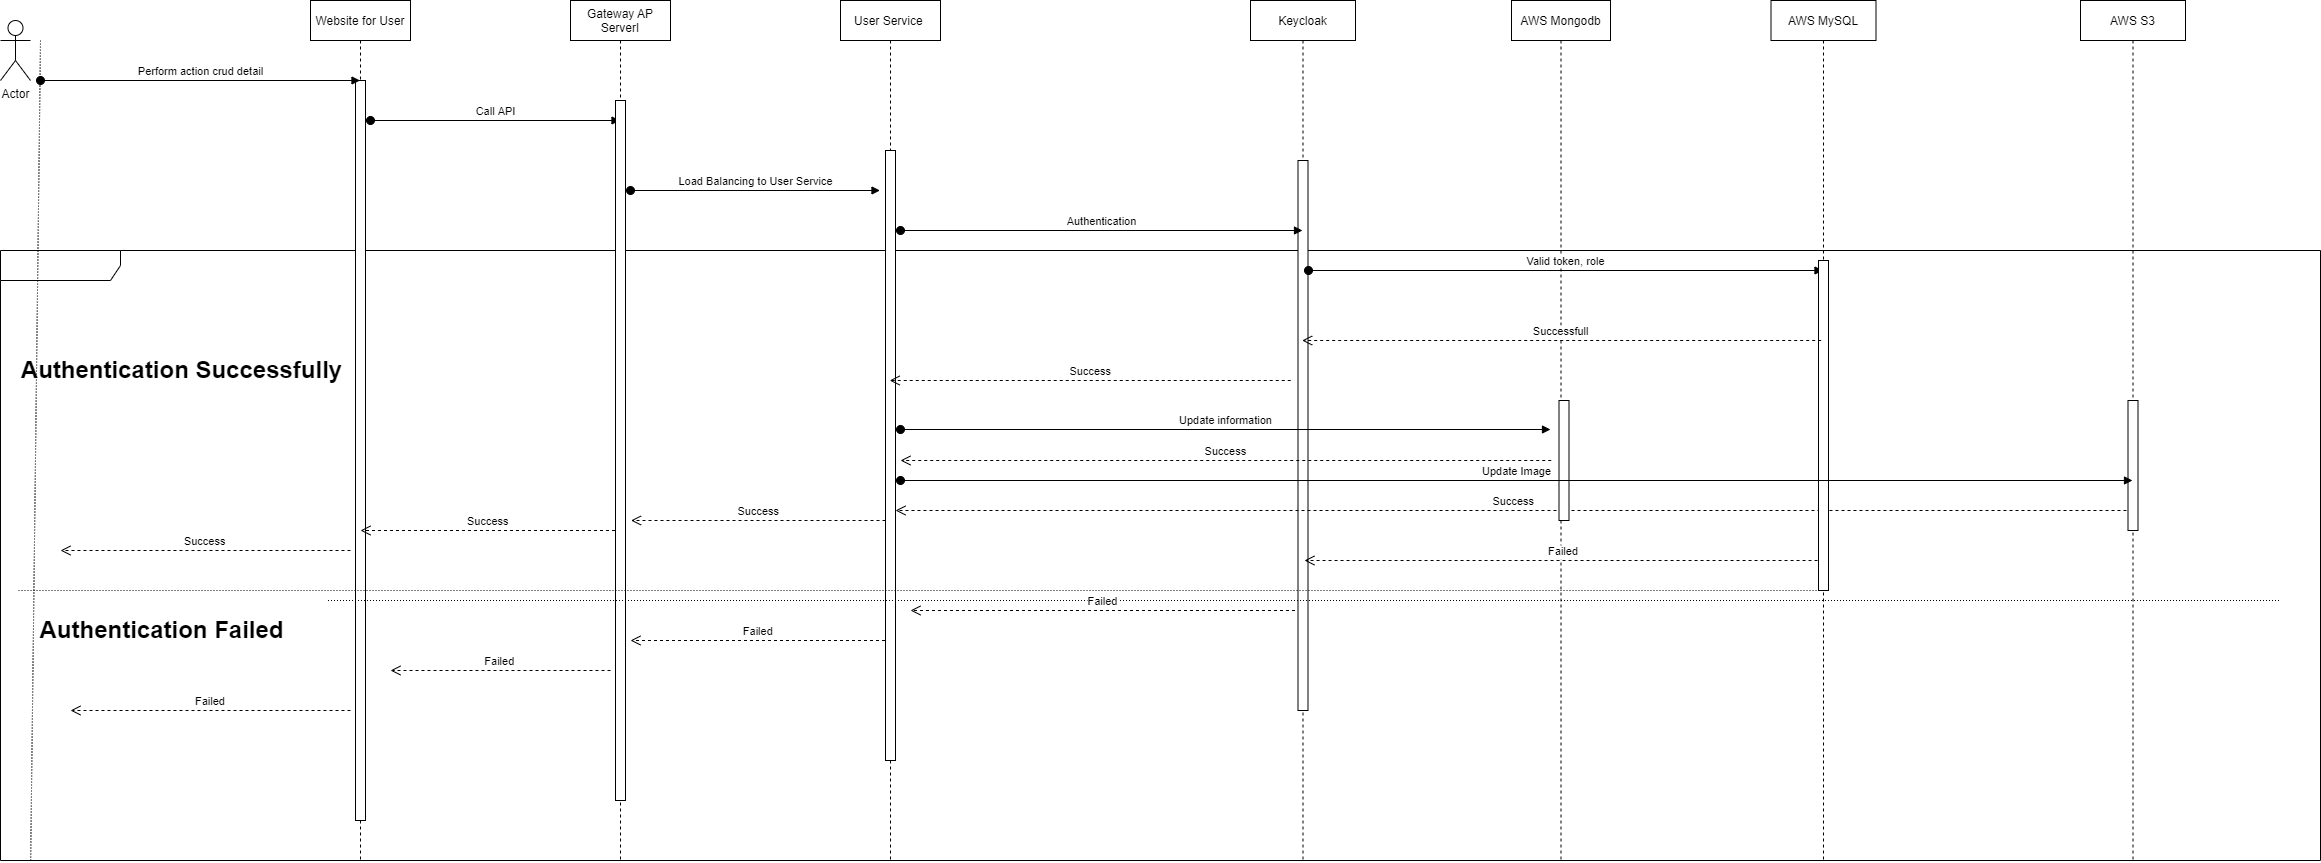 Website for User
Gateway AP
Serverl
User Service
Keycloak
AWS Mongodb
AWS MySQL
AWS S3
Actor
Perform action crud detail
Call API
Load Balancing to User Service
Authentication
Valid token, role
Successfull
Authentication Successfully
Success
Update information
Success
Update Image
Success
Success
Success
Success
Failed
Failed
Authentication Failed
Failed
Failed
Failed